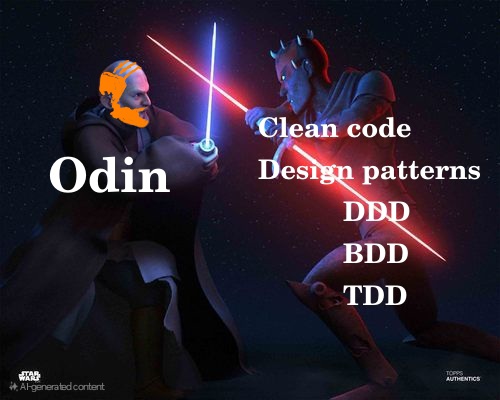 Clean code
Odin
Design patterns
DDD
BDD
TDD
STAR
WARS
AI-generated content
TOPPS
AUTHENTICS